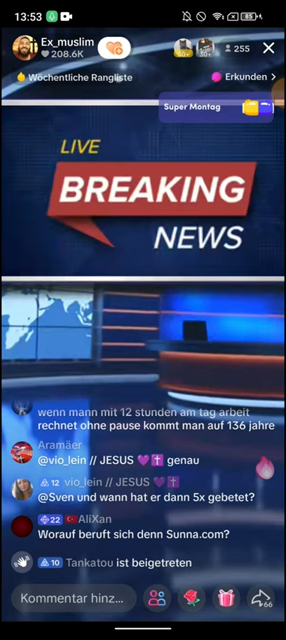 13:53
85
Ex_muslim
208.6K
50+
30+
255
Wöchentliche Rangliste
Erkunden >
Super Montag
LIVE
BREAKING
NEWS
wenn mann mit 12 stunden am tag arbeit
rechnet ohne pause kommt man auf 136 jahre
Aramäer
@vio_lein // JESUS 💜✝️ genau
12 vio_lein // JESUS 💜✝️
@Sven und wann hat er dann 5x gebetet?
22 🇹🇷AliXan
Worauf beruft sich denn Sunna.com?
10 Tankatou ist beigetreten
Kommentar hinz...
66